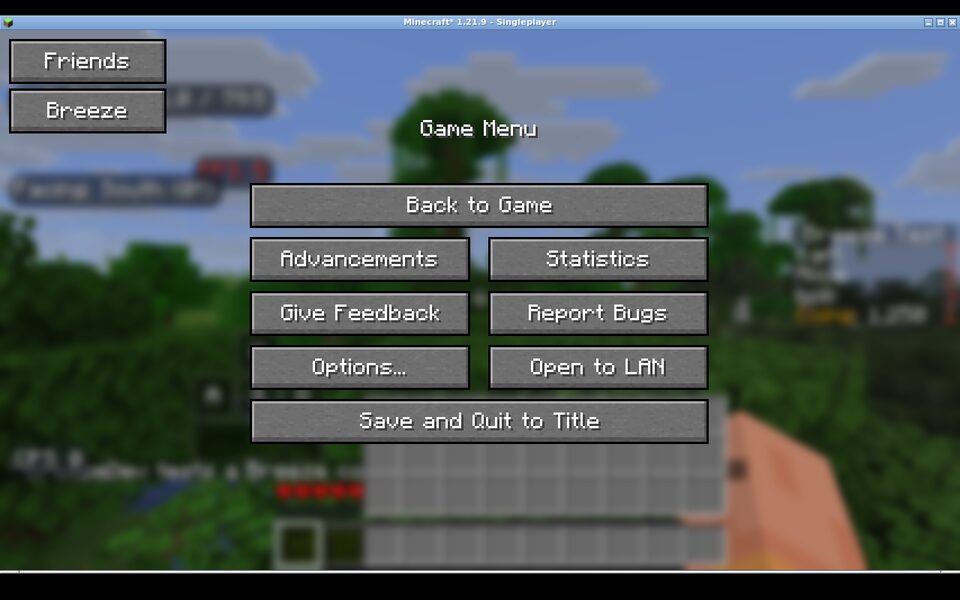 Minecraft* 1.21.9 - Singleplayer
Friends
Breeze
Game Menu
Back to Game
Advancements
Statistics
Give Feedback
Report Bugs
Options...
Open to LAN
Save and Quit to Title